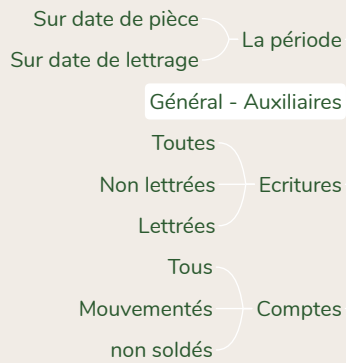 Sur date de pièce
La période
Sur date de lettrage
Général - Auxiliaires
Toutes
Non lettrées
Ecritures
Lettrées
Tous
Mouvementés
Comptes
non soldés